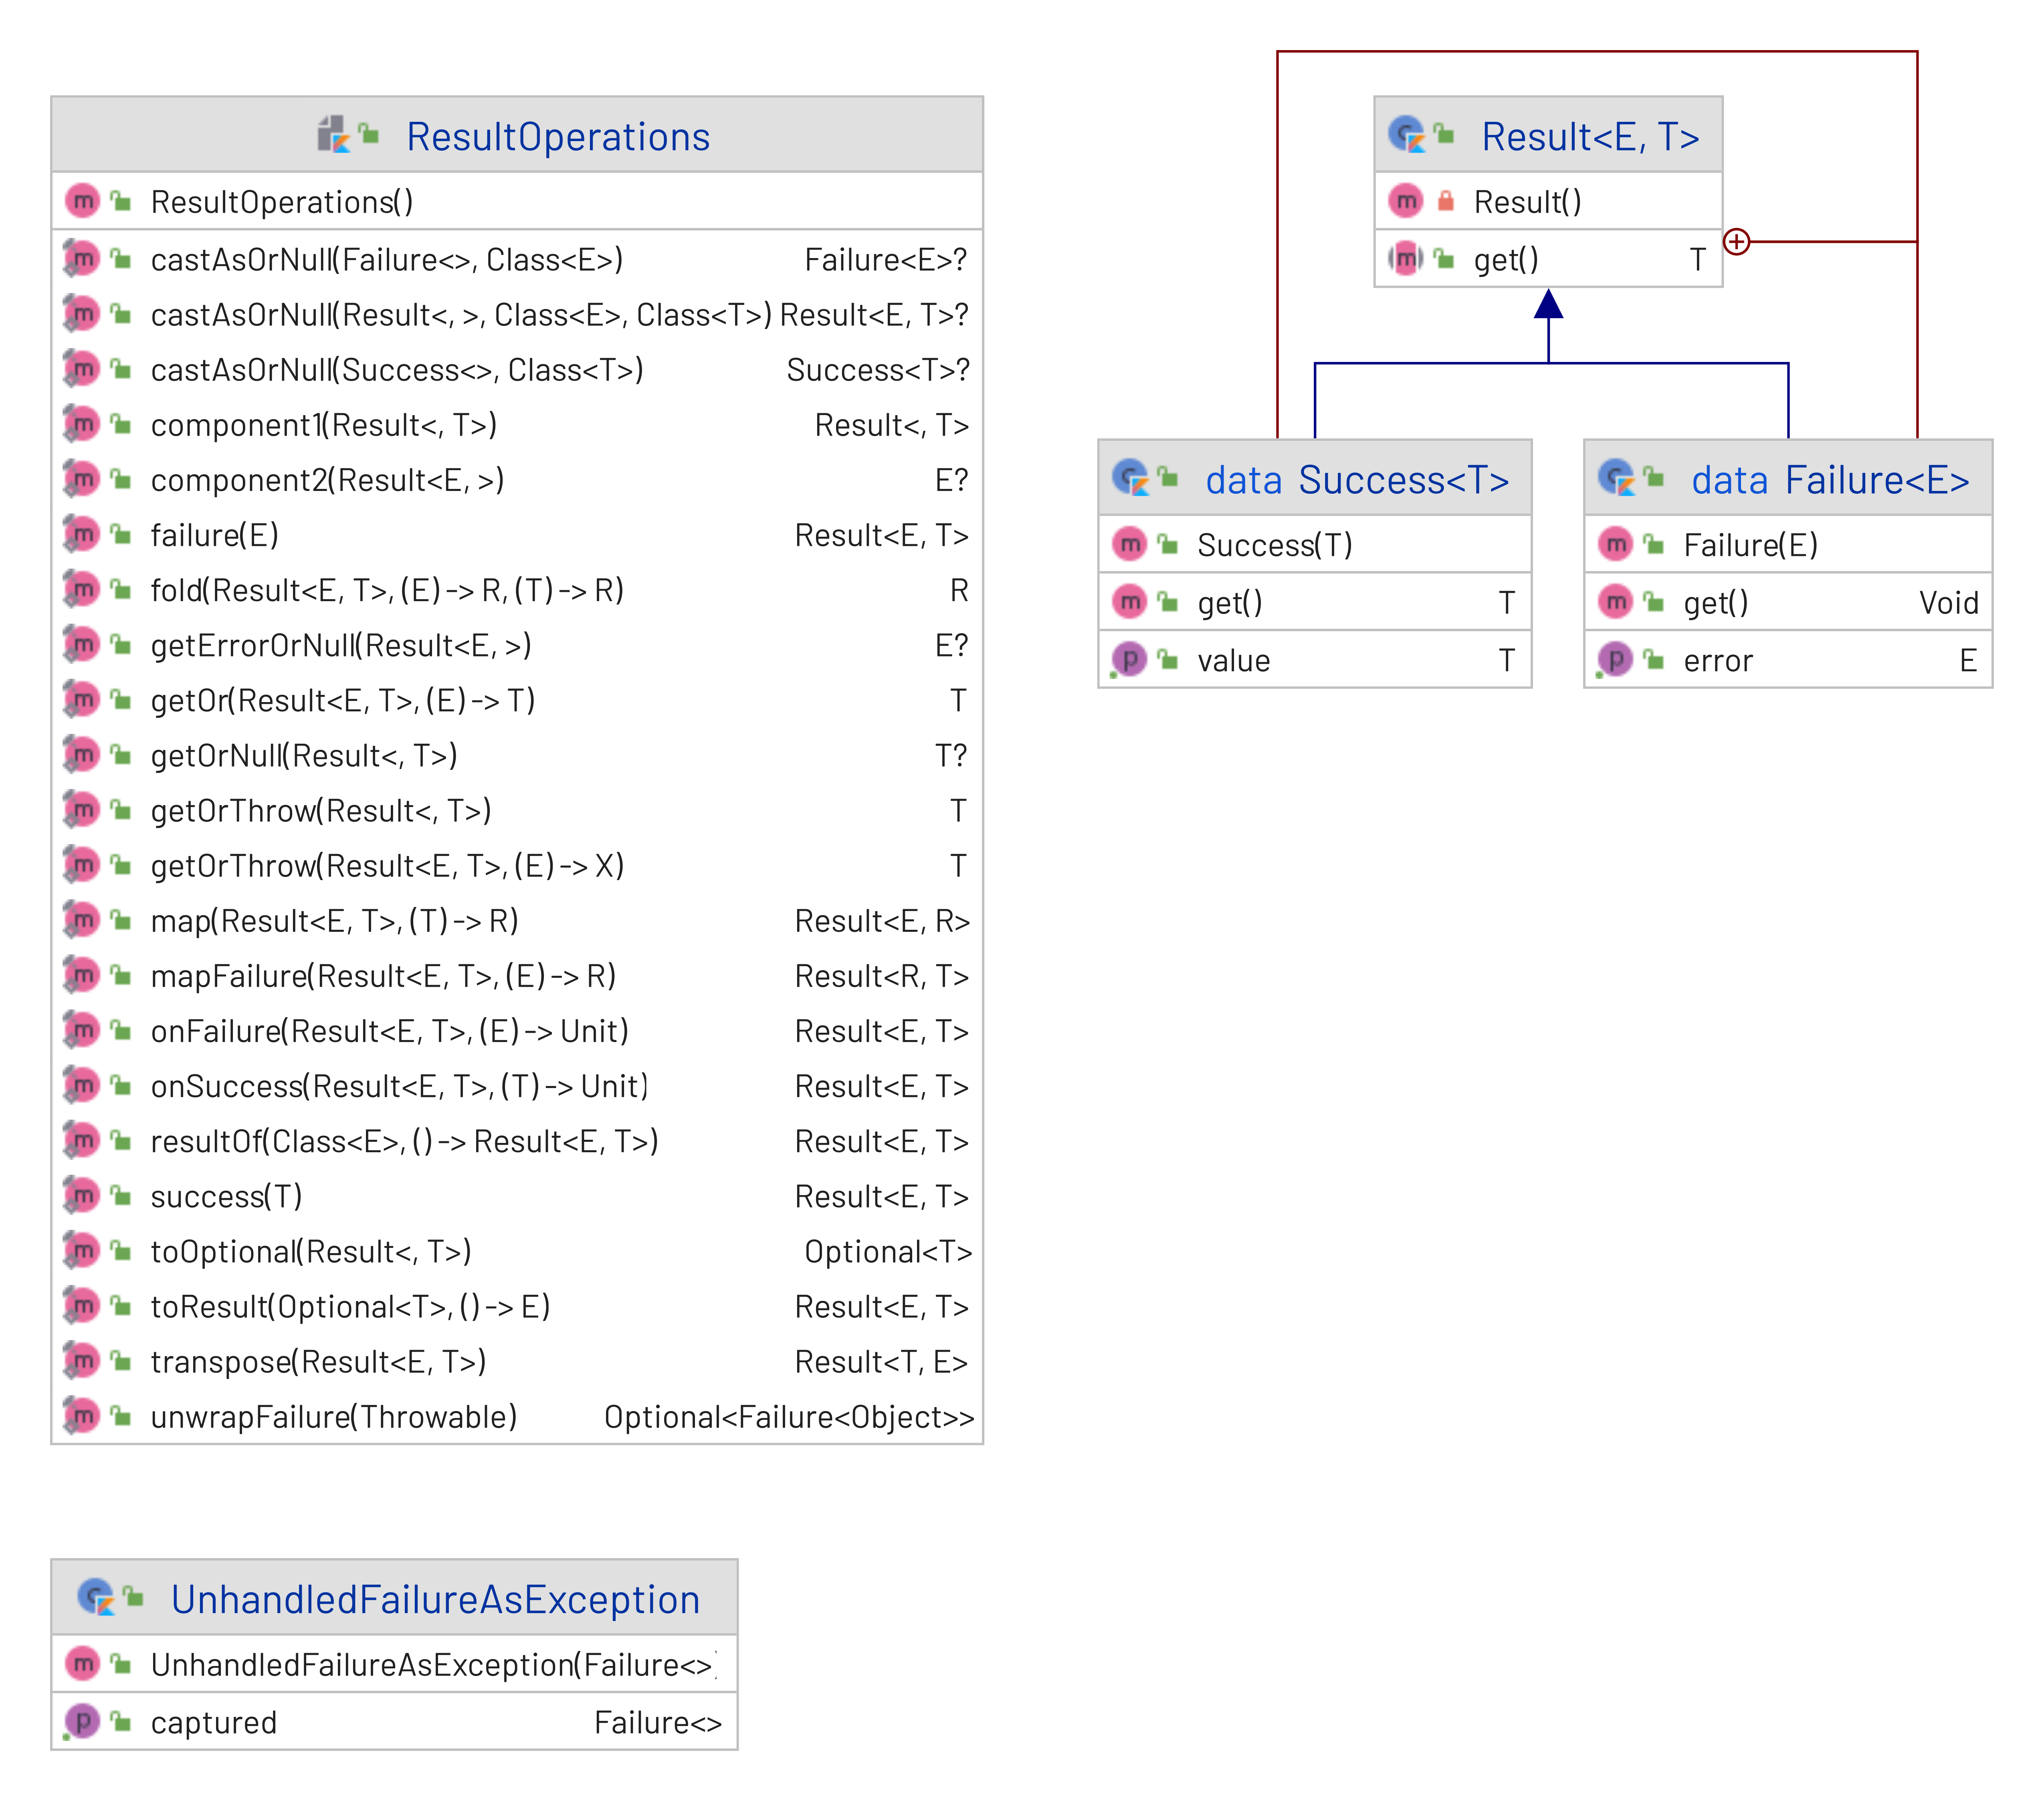 ResultOperations
ResultOperations()
castAsOrNull(Failure<>, Class<E>) Failure<E>?
castAsOrNull(Result<, >, Class<E>, Class<T>) Result<E, T>?
castAsOrNull(Success<>, Class<T>) Success<T>?
component1(Result<, T>) Result<, T>
component2(Result<E, >) E?
failure(E) Result<E, T>
fold(Result<E, T>, (E) -> R, (T) -> R) R
getErrorOrNull(Result<E, >) E?
getOr(Result<E, T>, (E) -> T) T
getOrNull(Result<, T>) T?
getOrThrow(Result<, T>) T
getOrThrow(Result<E, T>, (E) -> X) T
map(Result<E, T>, (T) -> R) Result<E, R>
mapFailure(Result<E, T>, (E) -> R) Result<R, T>
onFailure(Result<E, T>, (E) -> Unit) Result<E, T>
onSuccess(Result<E, T>, (T) -> Unit) Result<E, T>
resultOf(Class<E>, () -> Result<E, T>) Result<E, T>
success(T) Result<E, T>
toOptional(Result<, T>) Optional<T>
toResult(Optional<T>, () -> E) Result<E, T>
transpose(Result<E, T>) Result<T, E>
unwrapFailure(Throwable) Optional<Failure<Object>>
Result<E, T>
Result()
get() T
data Success<T>
Success(T)
get() T
value T
data Failure<E>
Failure(E)
get() Void
error E
UnhandledFailureAsException
UnhandledFailureAsException(Failure<>)
captured Failure<>